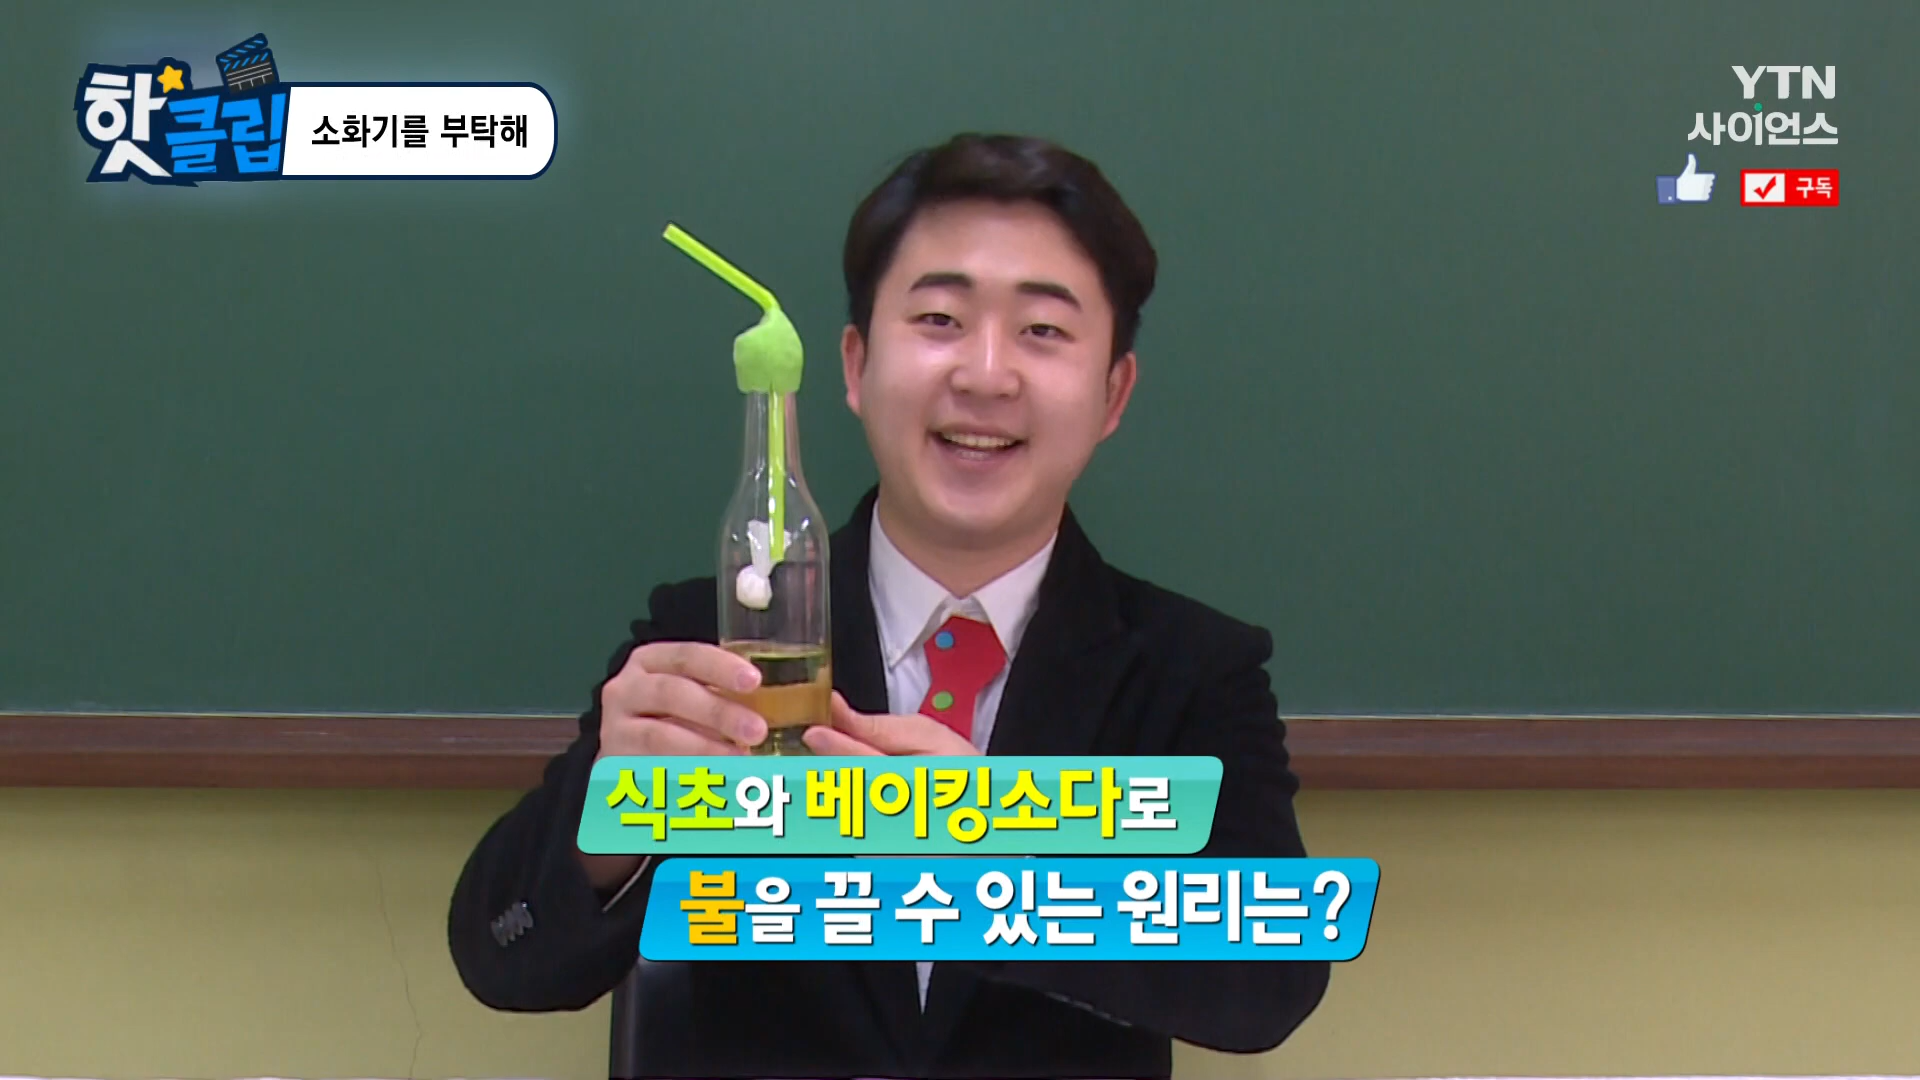 핫클립
소화기를 부탁해
YTN
사이언스
구독
식초와 베이킹소다로
불을 끌 수 있는 원리는?